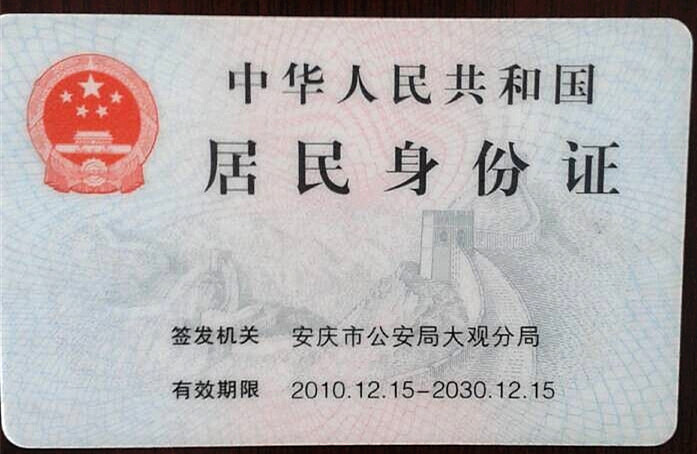 中华人民共和国
居民身份证
签发机关 安庆市公安局大观分局
有效期限 2010.12.15-2030.12.15